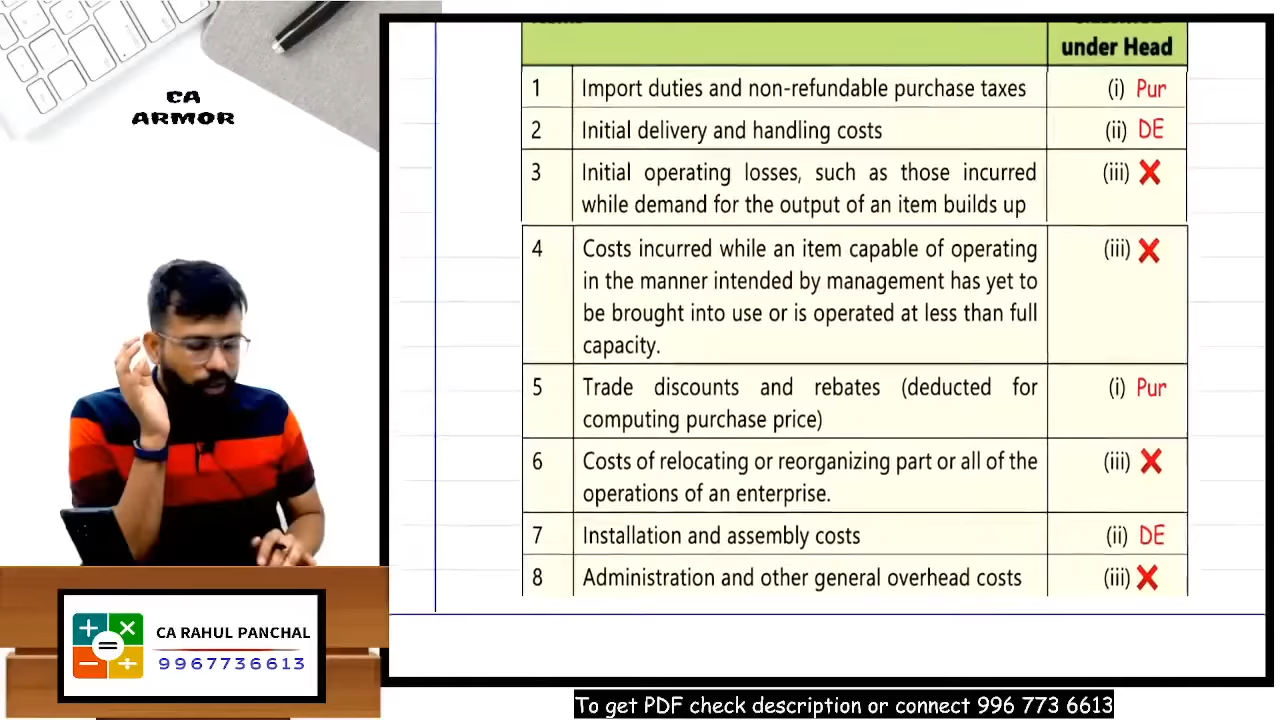 CA
ARMOR
under Head
1 Import duties and non-refundable purchase taxes (i) Pur
2 Initial delivery and handling costs (ii) DE
3 Initial operating losses, such as those incurred (iii) ✗
while demand for the output of an item builds up
4 Costs incurred while an item capable of operating (iii) ✗
in the manner intended by management has yet to
be brought into use or is operated at less than full
capacity.
5 Trade discounts and rebates (deducted for (i) Pur
computing purchase price)
6 Costs of relocating or reorganizing part or all of the (iii) ✗
operations of an enterprise.
7 Installation and assembly costs (ii) DE
8 Administration and other general overhead costs (iii) ✗
CA RAHUL PANCHAL
9967736613
To get PDF check description or connect 996 773 6613